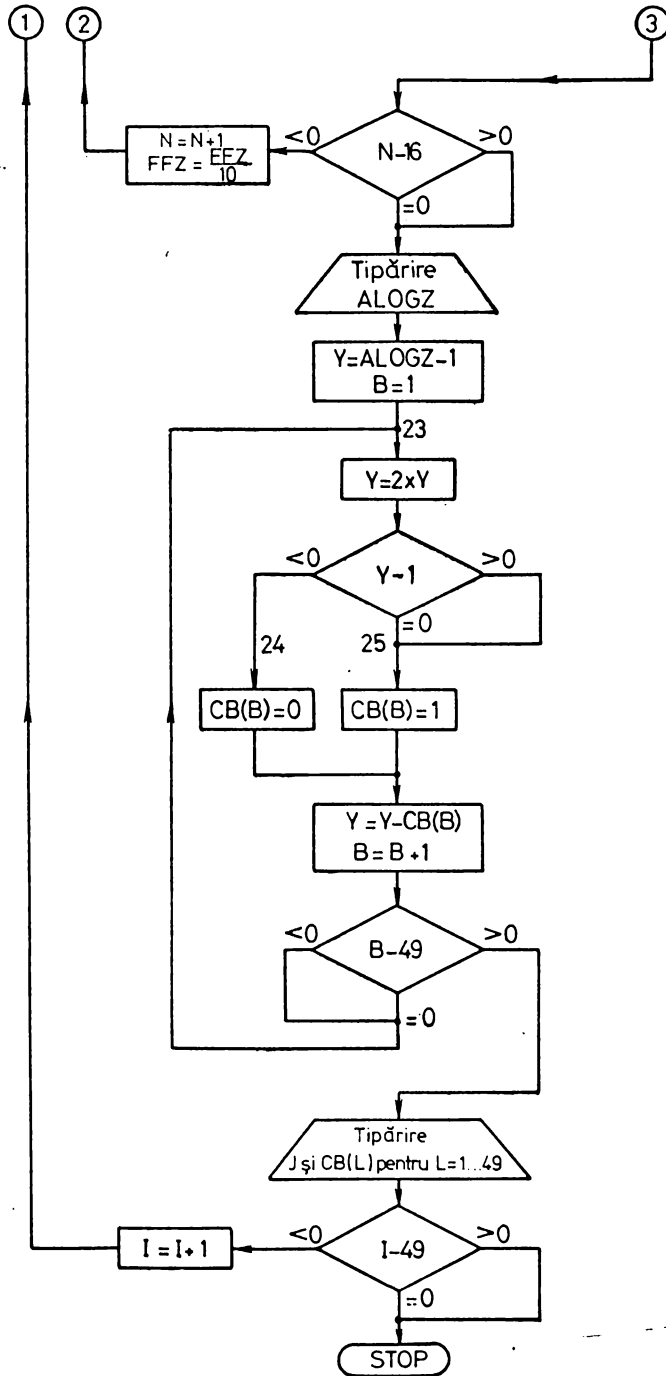 1
2
3
<0
>0
N-16
N=N+1
FFZ = FFZ
10
=0
Tipărire
ALOGZ
Y=ALOGZ-1
B=1
23
Y=2xY
<0
>0
Y-1
=0
24
25
CB(B)=0
CB(B)=1
Y=Y-CB(B)
B=B+1
<0
>0
B-49
=0
Tipărire
J și CB(L) pentru L=1...49
<0
>0
I=I+1
I-49
=0
STOP